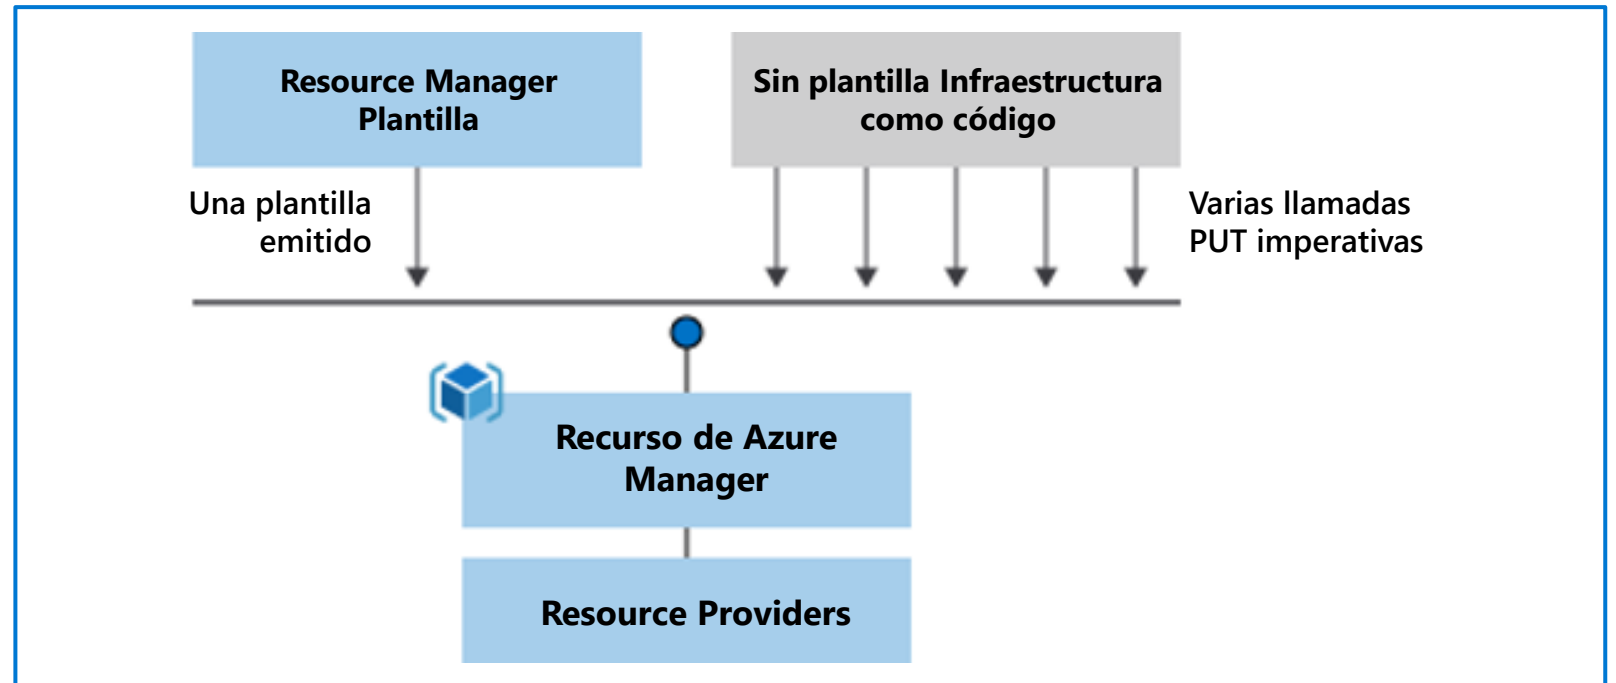 Resource Manager
Plantilla
Sin plantilla Infraestructura
como código
Una plantilla
emitido
Varias llamadas
PUT imperativas
Recurso de Azure
Manager
Resource Providers